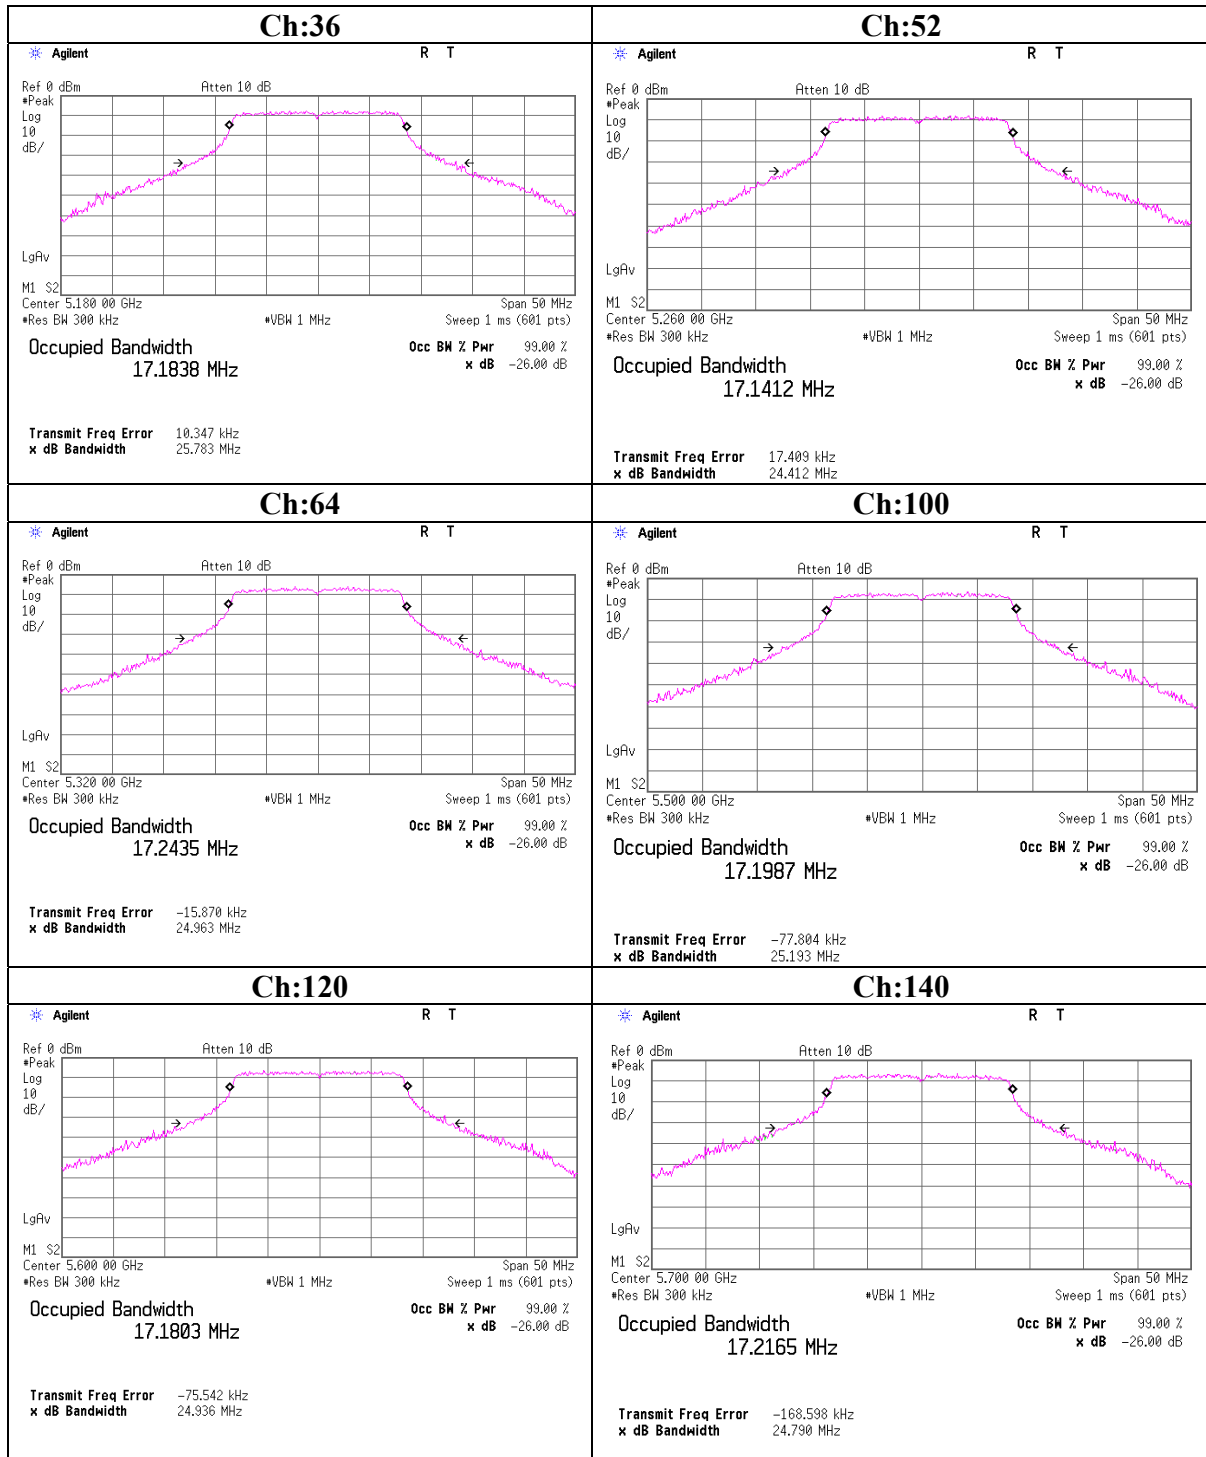 Ch:36
Agilent
R T
Ref 0 dBm
Atten 10 dB
#Peak
Log
10
dB/
LgAv
M1 S2
Center 5.180 00 GHz
Span 50 MHz
#Res BW 300 kHz
#VBW 1 MHz
Sweep 1 ms (601 pts)
Occupied Bandwidth
17.1838 MHz
Occ BW % Pwr 99.00 %
x dB -26.00 dB
Transmit Freq Error 10.347 kHz
x dB Bandwidth 25.783 MHz
Ch:52
Agilent
R T
Ref 0 dBm
Atten 10 dB
#Peak
Log
10
dB/
LgAv
M1 S2
Center 5.260 00 GHz
Span 50 MHz
#Res BW 300 kHz
#VBW 1 MHz
Sweep 1 ms (601 pts)
Occupied Bandwidth
17.1412 MHz
Occ BW % Pwr 99.00 %
x dB -26.00 dB
Transmit Freq Error 17.409 kHz
x dB Bandwidth 24.412 MHz
Ch:64
Agilent
R T
Ref 0 dBm
Atten 10 dB
#Peak
Log
10
dB/
LgAv
M1 S2
Center 5.320 00 GHz
Span 50 MHz
#Res BW 300 kHz
#VBW 1 MHz
Sweep 1 ms (601 pts)
Occupied Bandwidth
17.2435 MHz
Occ BW % Pwr 99.00 %
x dB -26.00 dB
Transmit Freq Error -15.870 kHz
x dB Bandwidth 24.963 MHz
Ch:100
Agilent
R T
Ref 0 dBm
Atten 10 dB
#Peak
Log
10
dB/
LgAv
M1 S2
Center 5.500 00 GHz
Span 50 MHz
#Res BW 300 kHz
#VBW 1 MHz
Sweep 1 ms (601 pts)
Occupied Bandwidth
17.1987 MHz
Occ BW % Pwr 99.00 %
x dB -26.00 dB
Transmit Freq Error -77.804 kHz
x dB Bandwidth 25.193 MHz
Ch:120
Agilent
R T
Ref 0 dBm
Atten 10 dB
#Peak
Log
10
dB/
LgAv
M1 S2
Center 5.600 00 GHz
Span 50 MHz
#Res BW 300 kHz
#VBW 1 MHz
Sweep 1 ms (601 pts)
Occupied Bandwidth
17.1803 MHz
Occ BW % Pwr 99.00 %
x dB -26.00 dB
Transmit Freq Error -75.542 kHz
x dB Bandwidth 24.936 MHz
Ch:140
Agilent
R T
Ref 0 dBm
Atten 10 dB
#Peak
Log
10
dB/
LgAv
M1 S2
Center 5.700 00 GHz
Span 50 MHz
#Res BW 300 kHz
#VBW 1 MHz
Sweep 1 ms (601 pts)
Occupied Bandwidth
17.2165 MHz
Occ BW % Pwr 99.00 %
x dB -26.00 dB
Transmit Freq Error -168.598 kHz
x dB Bandwidth 24.790 MHz